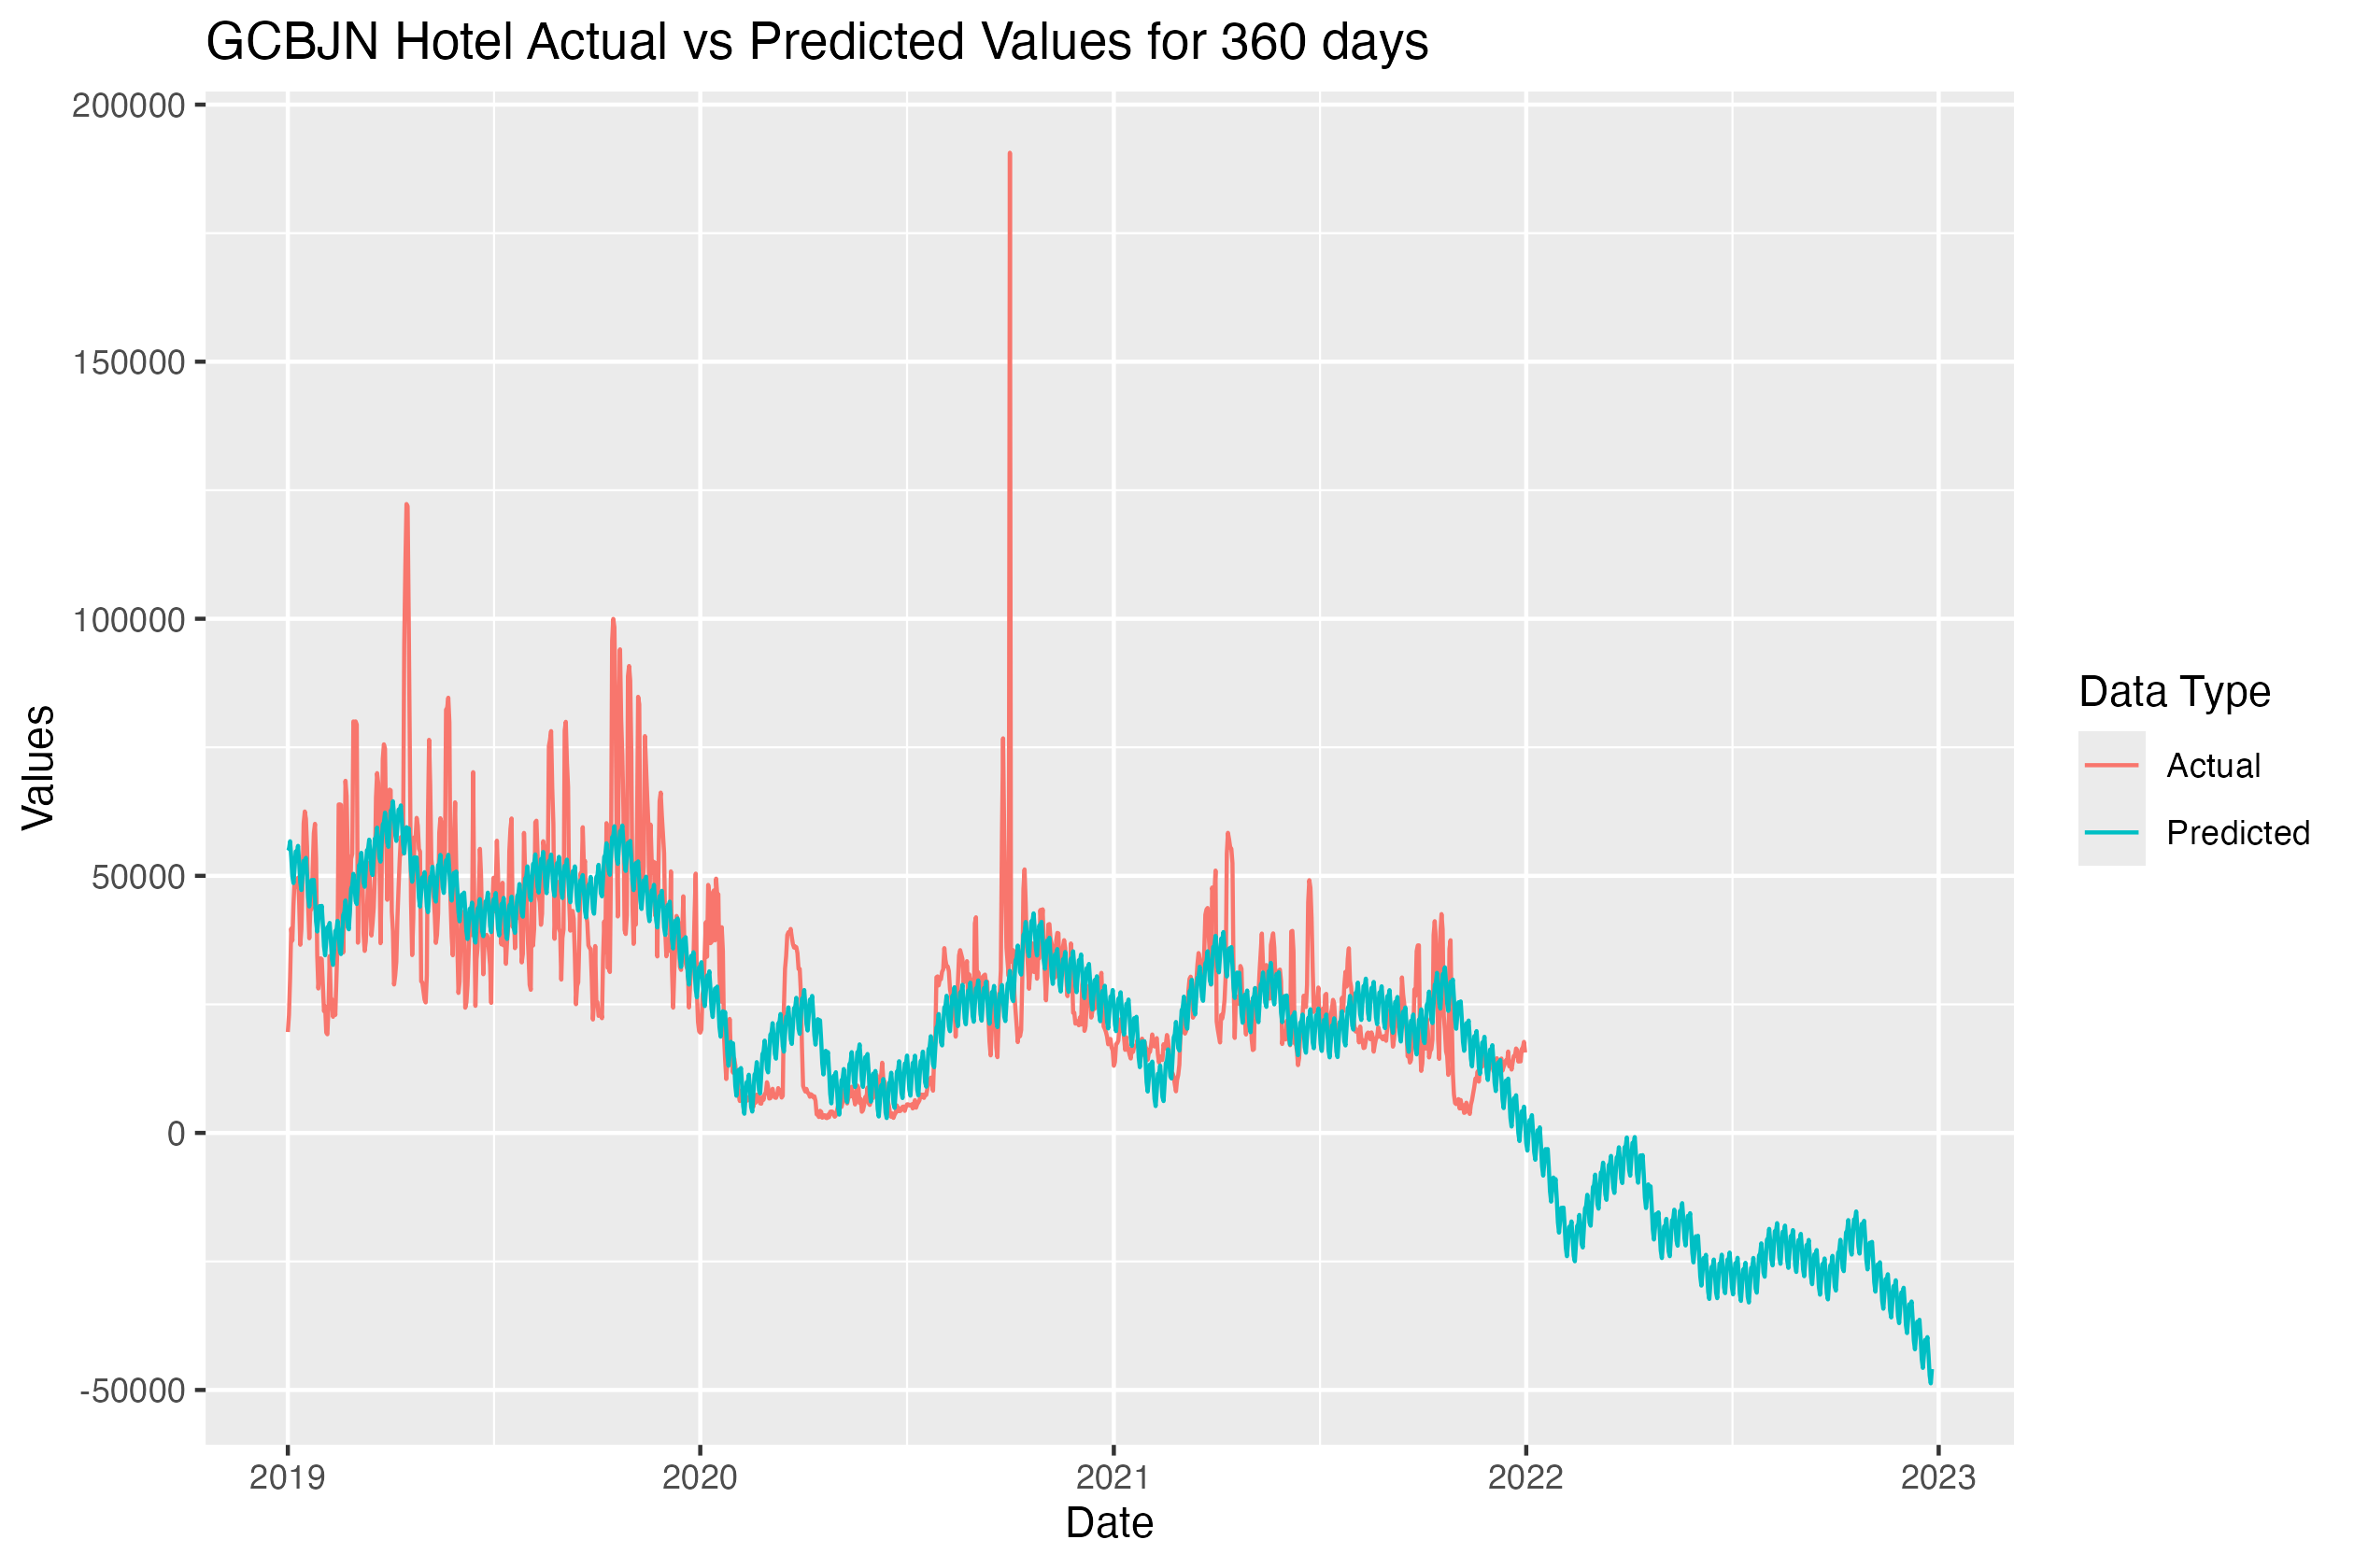 GCBJN Hotel Actual vs Predicted Values for 360 days
200000
150000
100000
50000
0
-50000
Values
2019
2020
2021
2022
2023
Date
Data Type
Actual
Predicted